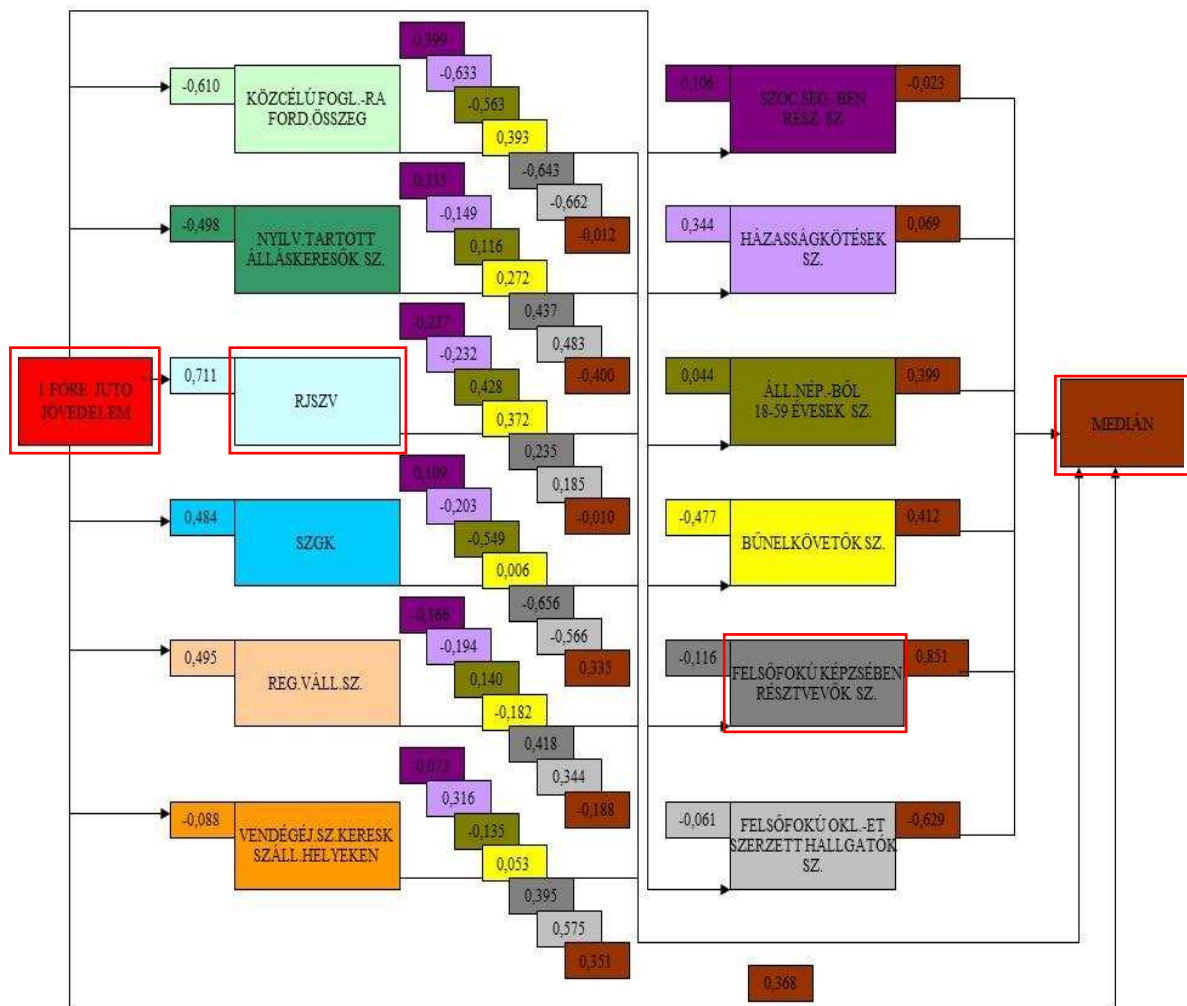 0,399
-0,633
-0,563
0,393
-0,643
-0,662
-0,012
-0,610
KÖZCÉLÚ FOGL.-RA
FORD.ÖSSZEG
0,106
SZOC.SEG.-BEN
RÉSZ. SZ.
-0,023
0,335
-0,149
0,116
0,272
0,437
0,483
-0,400
-0,498
NYILV.TARTOTT
ÁLLÁSKERESŐK SZ.
0,344
HÁZASSÁGKÖTÉSEK
SZ.
0,069
1 FŐRE JUTÓ
JÖVEDELEM
0,711
RJSZV
-0,227
-0,232
0,428
0,372
0,235
0,185
-0,010
0,044
ÁLL.NÉP.-BŐL
18-59 ÉVESEK SZ.
0,399
MEDIÁN
0,484
SZGK
0,109
-0,203
-0,549
0,006
-0,656
-0,566
0,335
-0,477
BŰNELKÖVETŐK SZ.
0,412
0,495
REG.VÁLL.SZ.
-0,166
-0,194
0,140
-0,182
0,418
0,344
-0,188
-0,116
FELSŐFOKÚ KÉPZSÉBEN
RÉSZTVEVŐK SZ.
0,851
-0,088
VENDÉGÉJ.SZ.KERESK
SZÁLL.HELYEKEN
0,072
0,316
-0,135
0,053
0,395
0,575
0,351
-0,061
FELSŐFOKÚ OKL.-ET
SZERZETT HALLGATÓK
SZ.
-0,629
0,368